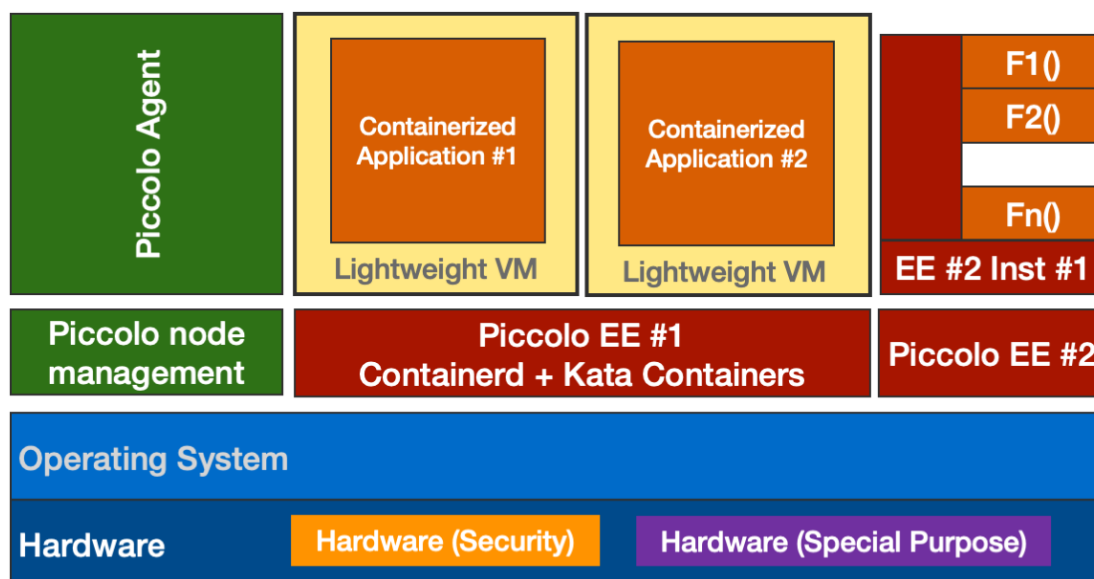 Piccolo Agent
Containerized
Application #1
Lightweight VM
Containerized
Application #2
Lightweight VM
F1()
F2()
Fn()
EE #2 Inst #1
Piccolo node
management
Piccolo EE #1
Containerd + Kata Containers
Piccolo EE #2
Operating System
Hardware
Hardware (Security)
Hardware (Special Purpose)